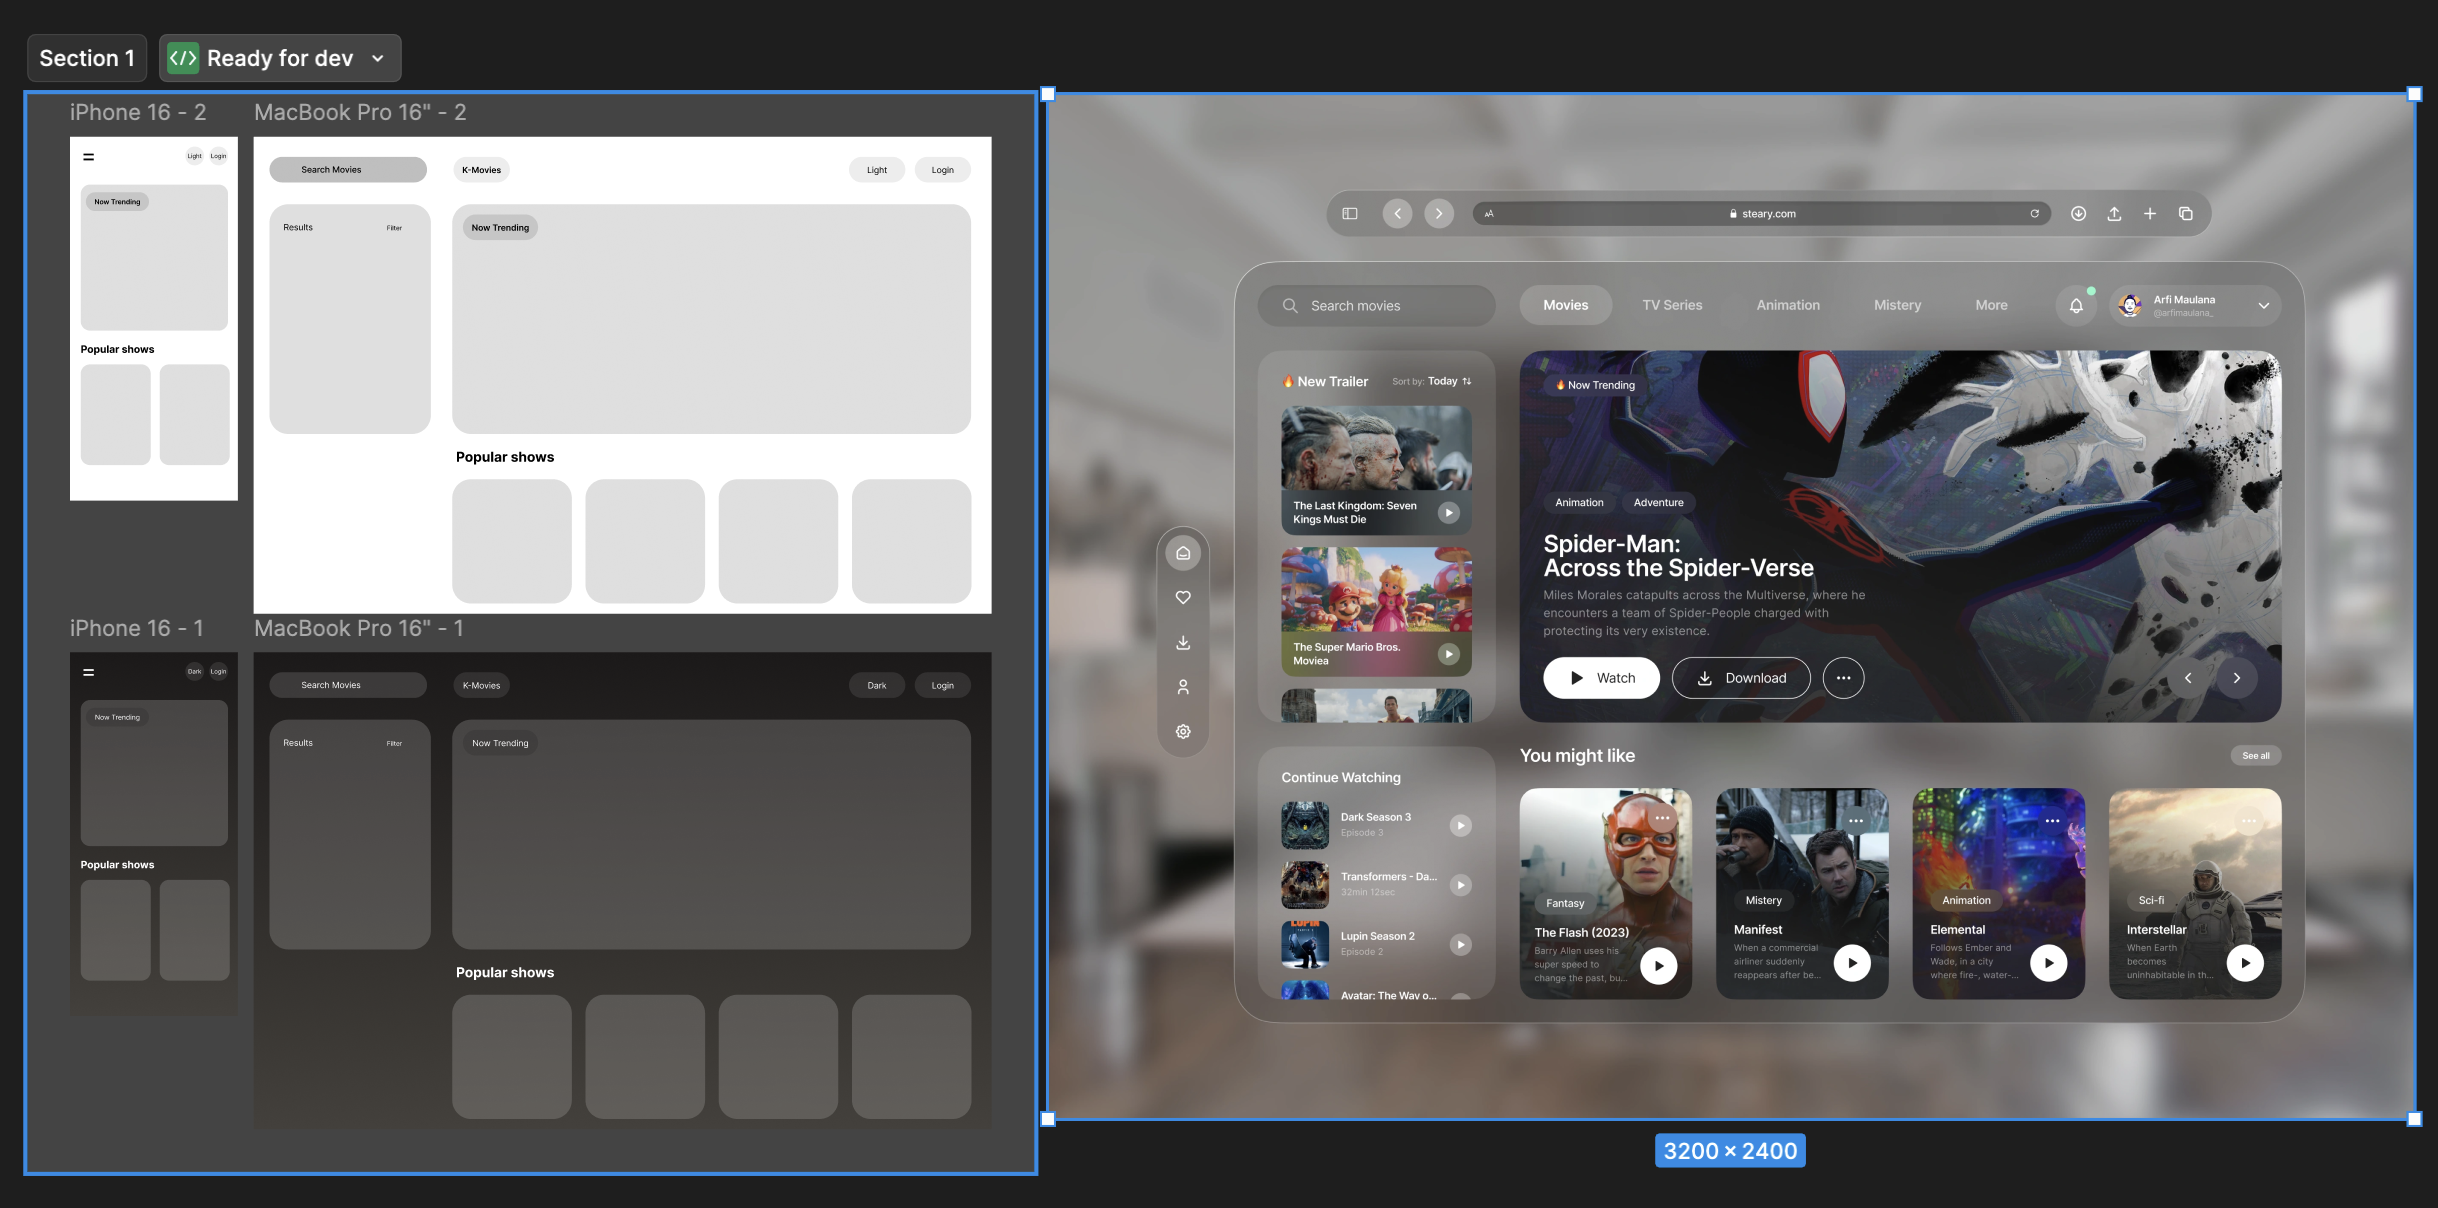 Section 1
Ready for dev
iPhone 16 - 2
MacBook Pro 16" - 2
Light
Login
Now Trending
Popular shows
Search Movies
K-Movies
Light
Login
Results
Filter
Now Trending
Popular shows
iPhone 16 - 1
MacBook Pro 16" - 1
Dark
Login
Now Trending
Popular shows
Search Movies
K-Movies
Dark
Login
Results
Filter
Now Trending
Popular shows
AA
steary.com
Search movies
Movies
TV Series
Animation
Mistery
More
Arfi Maulana
@arfimaulana_
🔥 New Trailer
Sort by: Today
The Last Kingdom: Seven
Kings Must Die
The Super Mario Bros.
Moviea
🔥 Now Trending
Animation
Adventure
Spider-Man:
Across the Spider-Verse
Miles Morales catapults across the Multiverse, where he
encounters a team of Spider-People charged with
protecting its very existence.
Watch
Download
Continue Watching
Dark Season 3
Episode 3
Transformers - Da...
32min 12sec
LUPIN
Lupin Season 2
Episode 2
Avatar: The Way o...
You might like
See all
Fantasy
The Flash (2023)
Barry Allen uses his
super speed to
change the past, bu...
Mistery
Manifest
When a commercial
airliner suddenly
reappears after be...
Animation
Elemental
Follows Ember and
Wade, in a city
where fire-, water-...
Sci-fi
Interstellar
When Earth
becomes
uninhabitable in th...
3200 × 2400